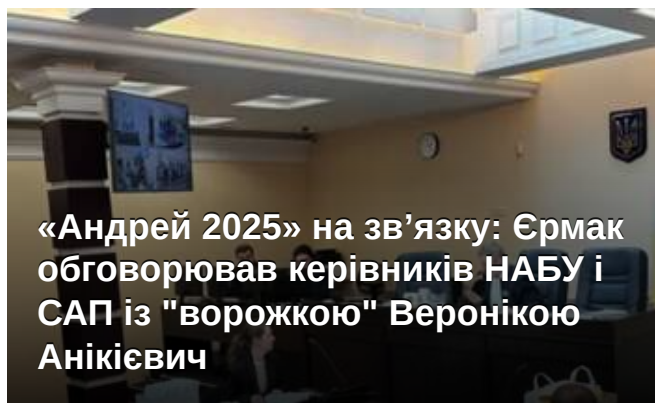 «Андрей 2025» на зв’язку: Єрмак
обговорював керівників НАБУ і
САП із "ворожкою" Веронікою
Анікієвич